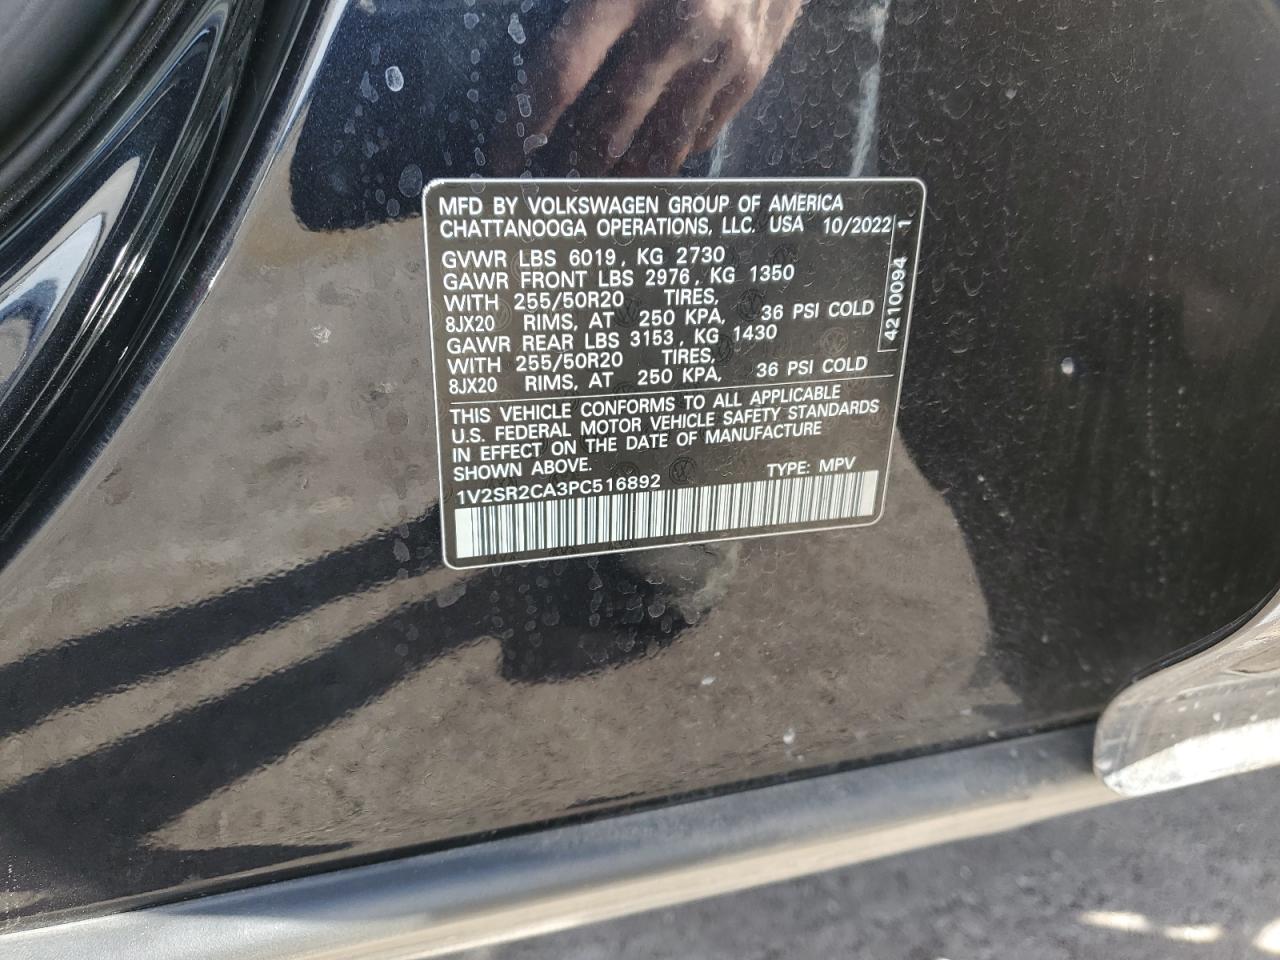 MFD BY VOLKSWAGEN GROUP OF AMERICA
CHATTANOOGA OPERATIONS, LLC. USA 10/2022
GVWR LBS 6019, KG 2730
GAWR FRONT LBS 2976, KG 1350
WITH 255/50R20 TIRES,
8JX20 RIMS, AT 250 KPA, 36 PSI COLD
GAWR REAR LBS 3153, KG 1430
WITH 255/50R20 TIRES,
8JX20 RIMS, AT 250 KPA, 36 PSI COLD
4210094 1
THIS VEHICLE CONFORMS TO ALL APPLICABLE
U.S. FEDERAL MOTOR VEHICLE SAFETY STANDARDS
IN EFFECT ON THE DATE OF MANUFACTURE
SHOWN ABOVE. TYPE: MPV
1V2SR2CA3PC516892